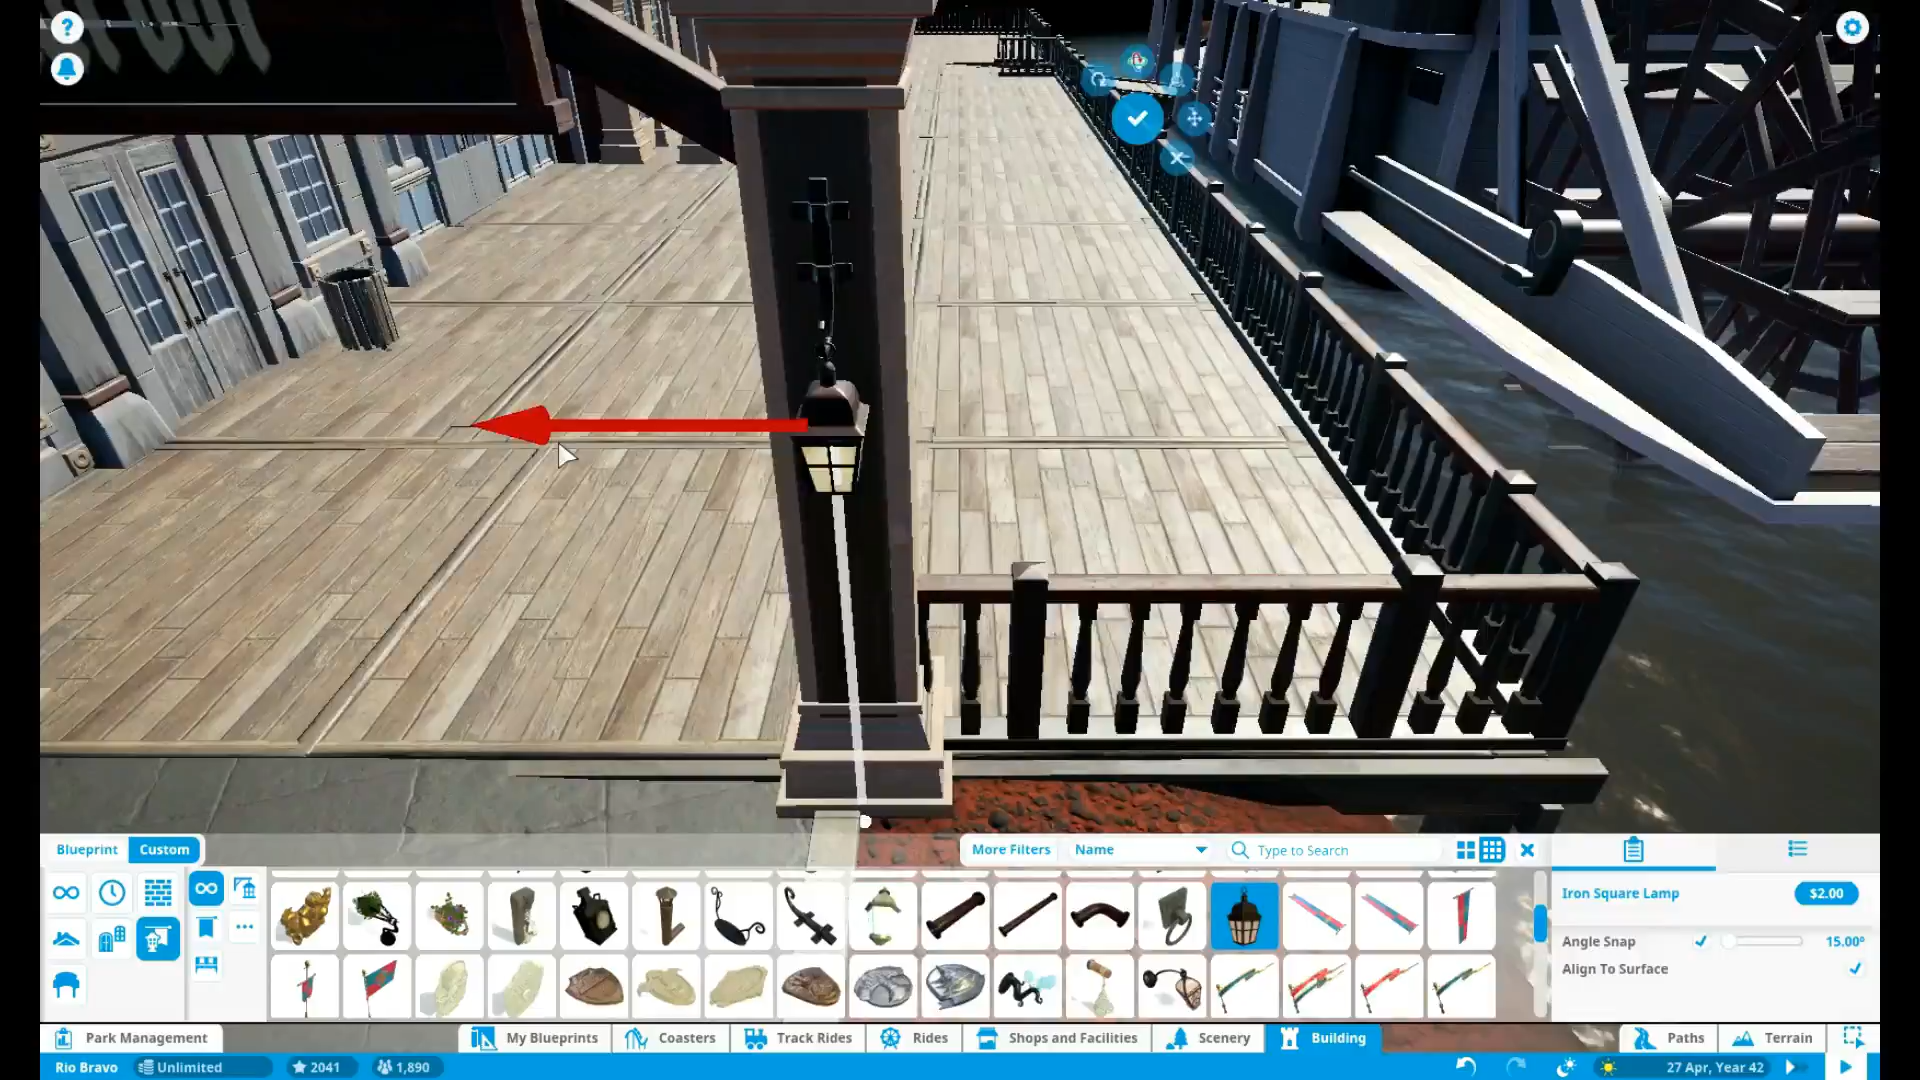 Blueprint Custom
More Filters Name Type to Search
Iron Square Lamp $2.00
Angle Snap 15.00°
Align To Surface
Park Management My Blueprints Coasters Track Rides Rides Shops and Facilities Scenery Building Paths Terrain
Rio Bravo Unlimited 2041 1,890 27 Apr, Year 42